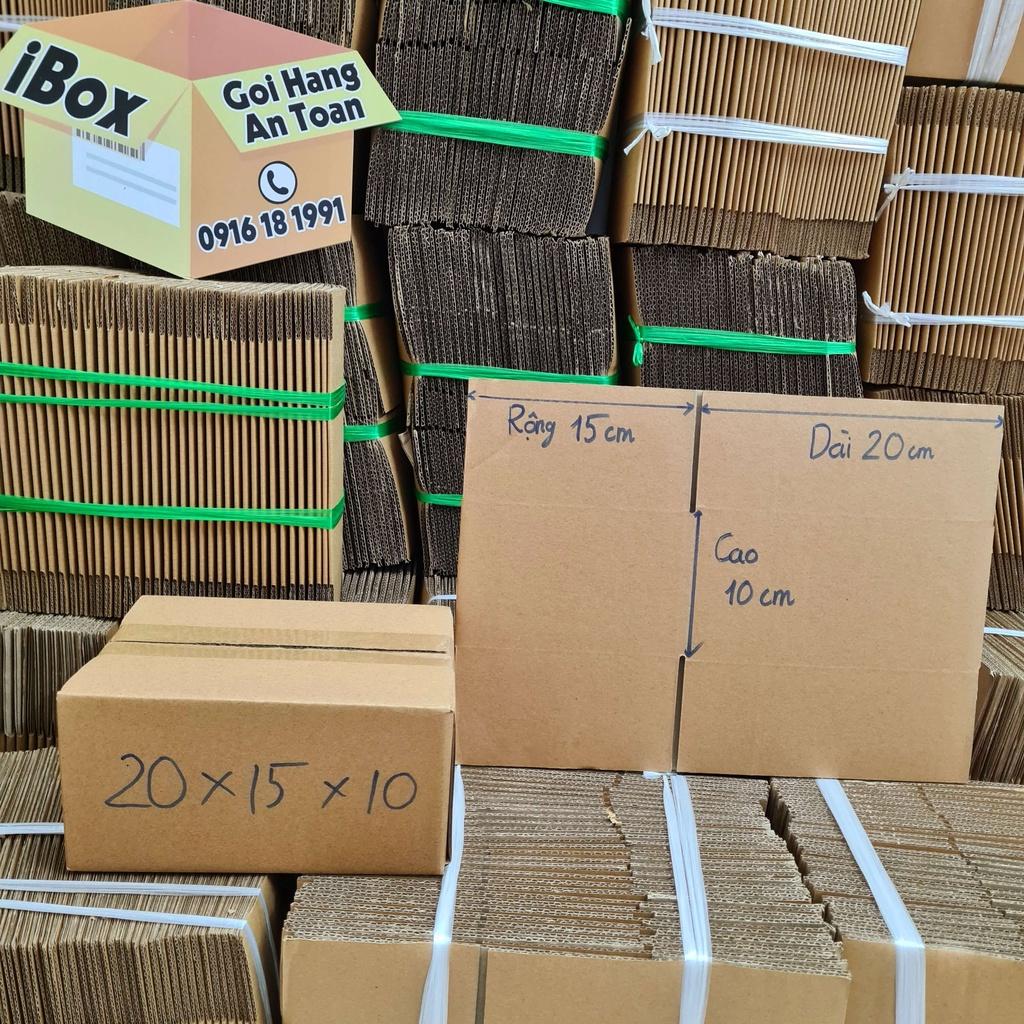 iBox
Goi Hang
An Toan
0916 18 1991
Rộng 15 cm
Dài 20 cm
Cao
10 cm
20 x 15 x 10